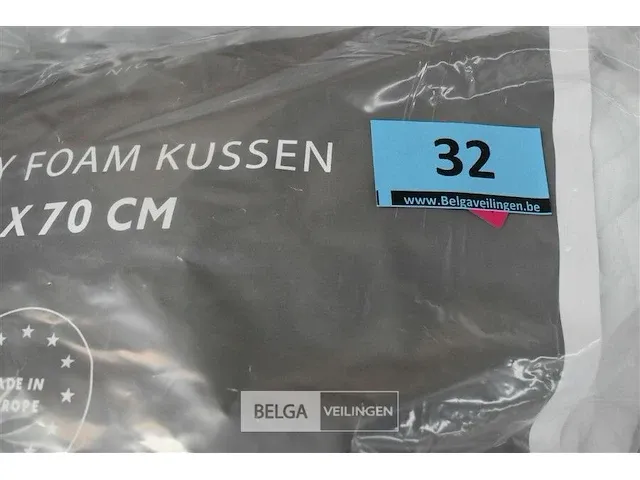 Y FOAM KUSSEN
X 70 CM
32
www.Belgaveilingen.be
ADE IN
ROPE
BELGA VEILINGEN